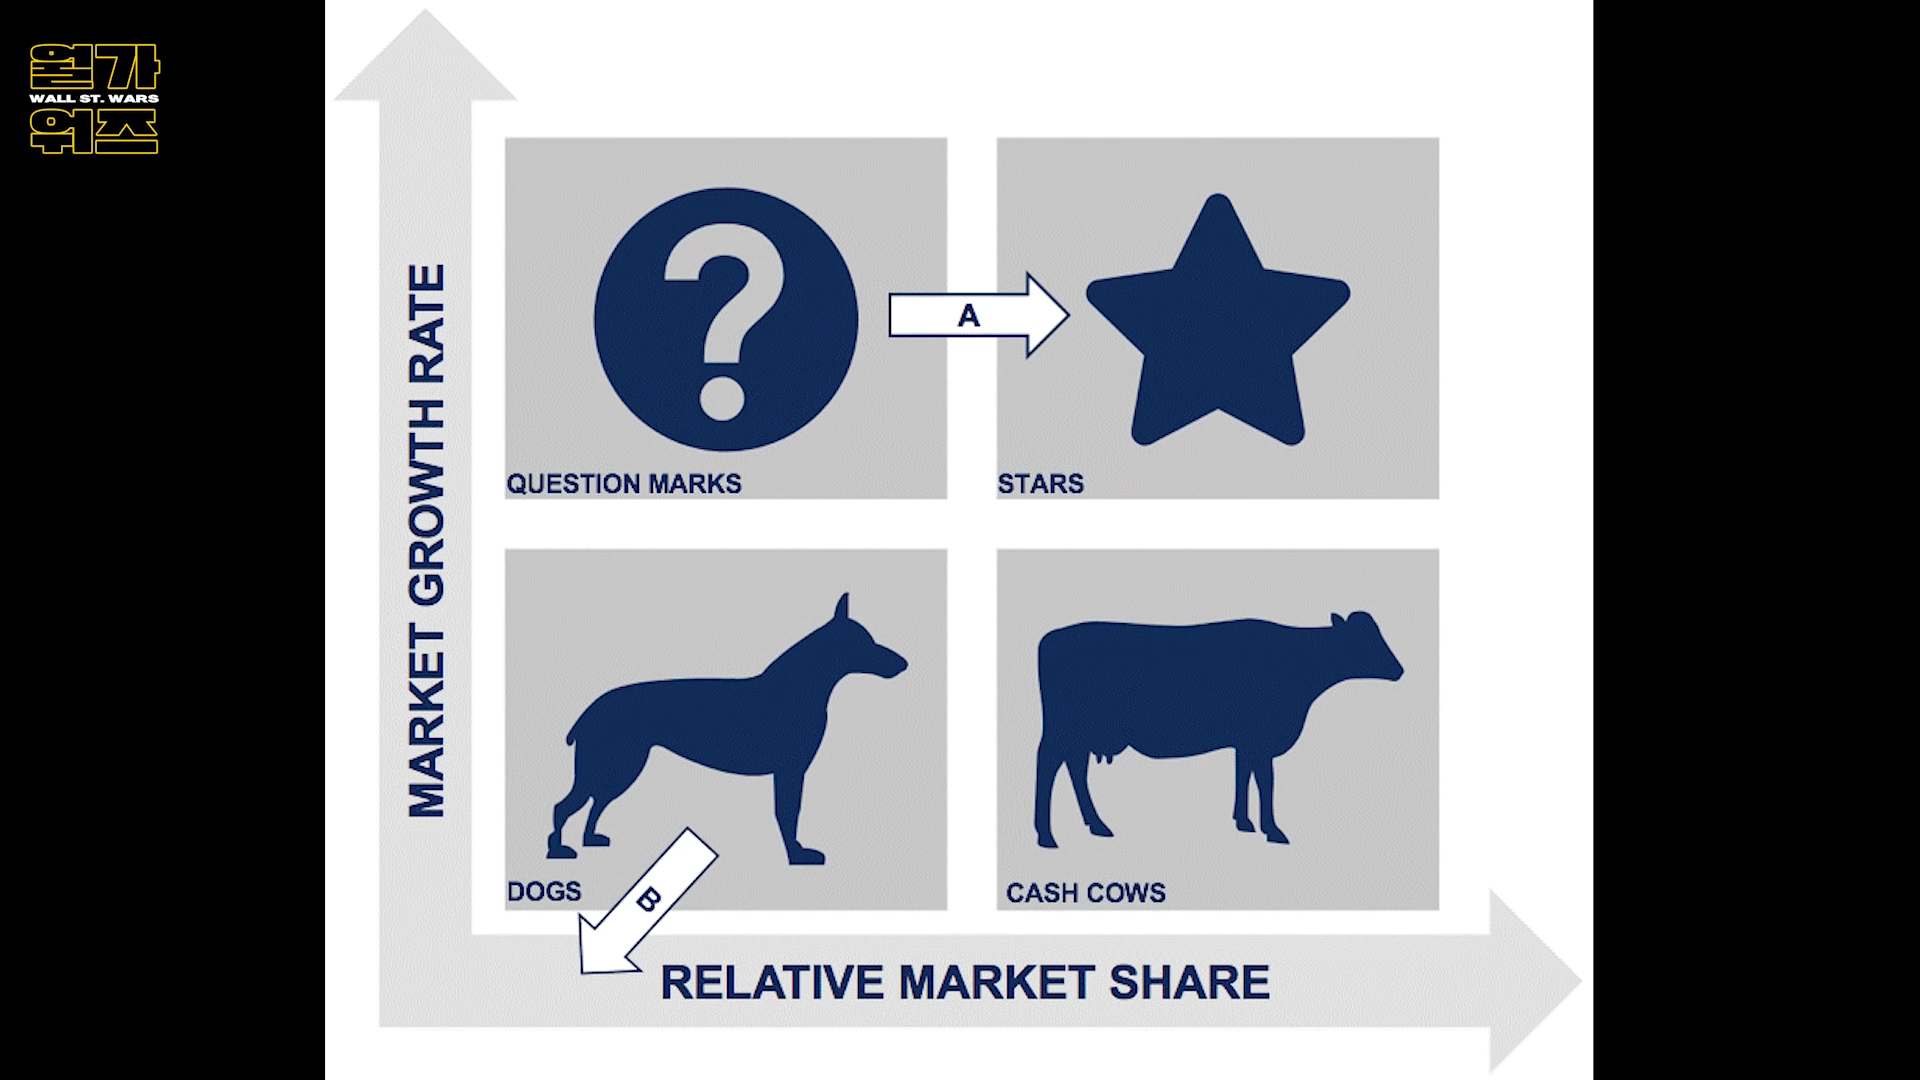 월가
WALL ST. WARS
워즈
MARKET GROWTH RATE
?
A
QUESTION MARKS
STARS
DOGS
B
CASH COWS
RELATIVE MARKET SHARE